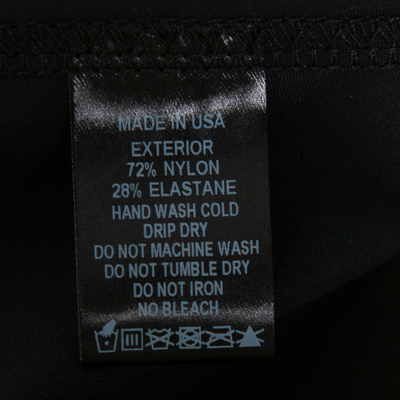 MADE IN USA
EXTERIOR
72% NYLON
28% ELASTANE
HAND WASH COLD
DRIP DRY
DO NOT MACHINE WASH
DO NOT TUMBLE DRY
DO NOT IRON
NO BLEACH